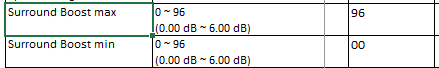 Surround Boost max 0 ~ 96 96
(0.00 dB ~ 6.00 dB)
Surround Boost min 0 ~ 96 00
(0.00 dB ~ 6.00 dB)